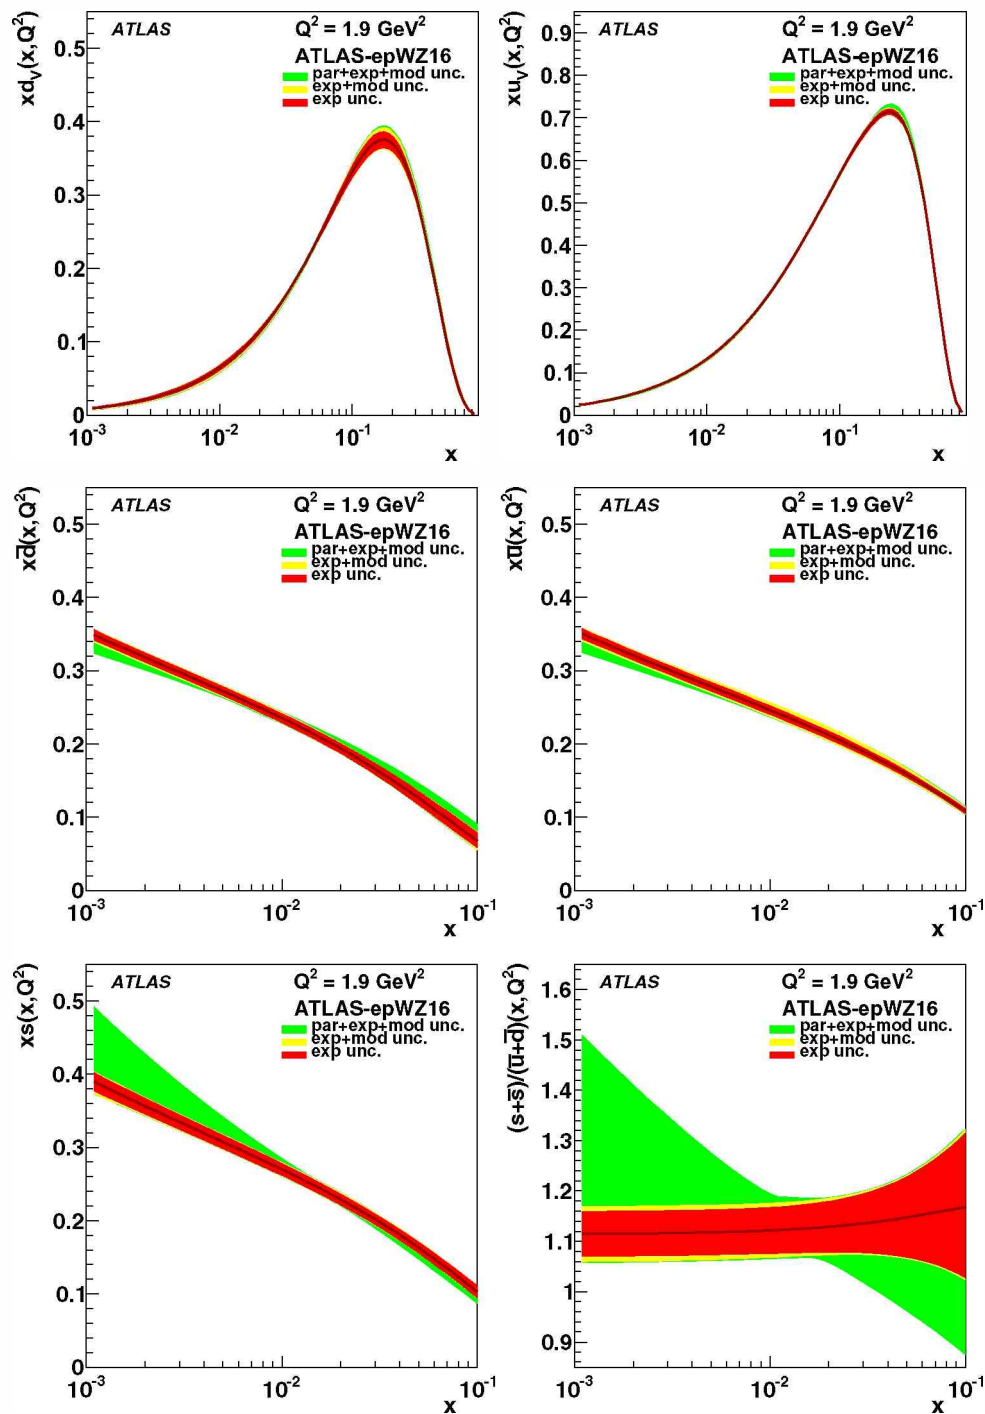 ATLAS
Q² = 1.9 GeV²
ATLAS-epWZ16
par+exp+mod unc.
exp+mod unc.
exp unc.
xd_V(x,Q²)
0.5
0.4
0.3
0.2
0.1
0
10⁻³
10⁻²
10⁻¹
x
ATLAS
Q² = 1.9 GeV²
ATLAS-epWZ16
par+exp+mod unc.
exp+mod unc.
exp unc.
xu_V(x,Q²)
0.9
0.8
0.7
0.6
0.5
0.4
0.3
0.2
0.1
0
10⁻³
10⁻²
10⁻¹
x
ATLAS
Q² = 1.9 GeV²
ATLAS-epWZ16
par+exp+mod unc.
exp+mod unc.
exp unc.
xd̅(x,Q²)
0.5
0.4
0.3
0.2
0.1
0
10⁻³
10⁻²
10⁻¹
x
ATLAS
Q² = 1.9 GeV²
ATLAS-epWZ16
par+exp+mod unc.
exp+mod unc.
exp unc.
xu̅(x,Q²)
0.5
0.4
0.3
0.2
0.1
0
10⁻³
10⁻²
10⁻¹
x
ATLAS
Q² = 1.9 GeV²
ATLAS-epWZ16
par+exp+mod unc.
exp+mod unc.
exp unc.
xs(x,Q²)
0.5
0.4
0.3
0.2
0.1
0
10⁻³
10⁻²
10⁻¹
x
ATLAS
Q² = 1.9 GeV²
ATLAS-epWZ16
par+exp+mod unc.
exp+mod unc.
exp unc.
(s+s̅)/(u̅+d̅)(x,Q²)
1.6
1.5
1.4
1.3
1.2
1.1
1
0.9
10⁻³
10⁻²
10⁻¹
x